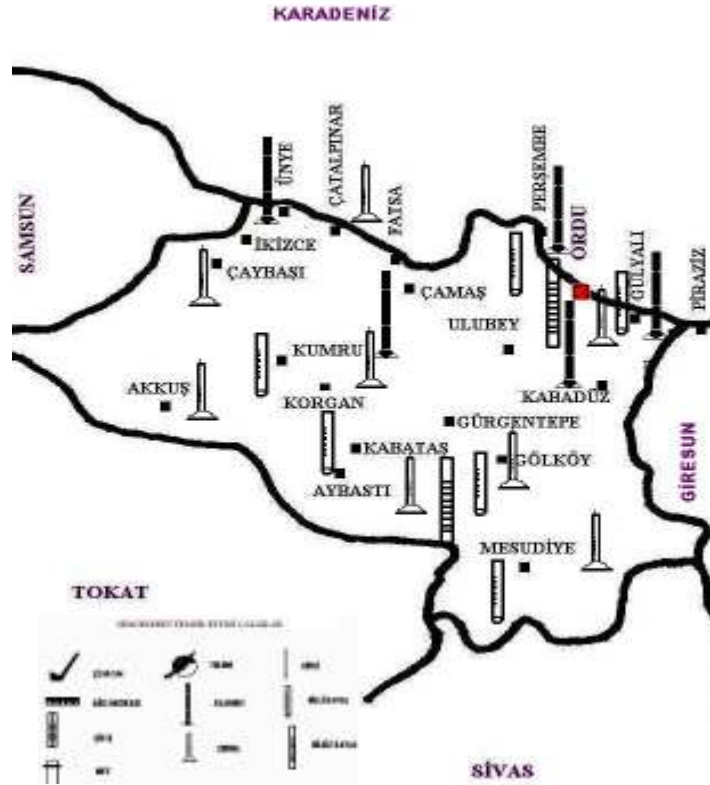 KARADENİZ
SAMSUN
ÜNYE
ÇATALPINAR
FATSA
PERŞEMBE
ORDU
GÜLYALI
PİRAZİZ
İKİZCE
ÇAYBAŞI
ÇAMAŞ
ULUBEY
KUMRU
AKKUŞ
KORGAN
KABADÜZ
GÜRGENTEPE
KABATAŞ
GÖLKÖY
AYBASTI
GİRESUN
MESUDİYE
TOKAT
SİVAS